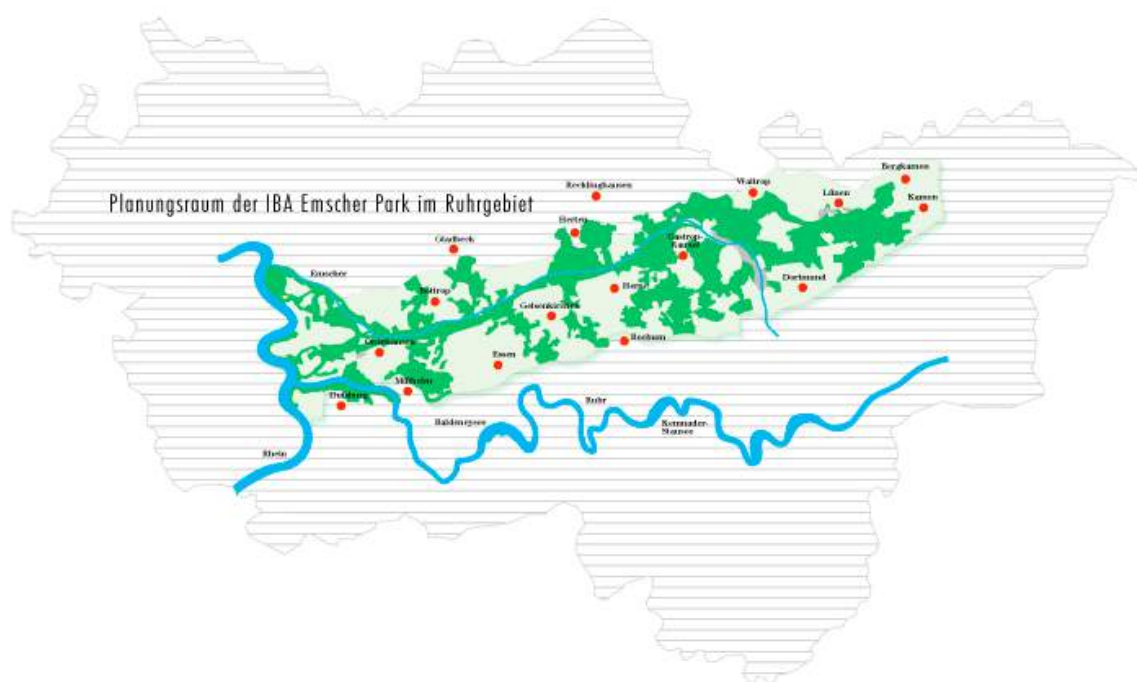 Bergkamen
Waltrop
Recklinghausen
Lünen
Planungsraum der IBA Emscher Park im Ruhrgebiet
Kamen
Herten
Castrop-
Rauxel
Gladbeck
Emscher
Dortmund
Herne
Bottrop
Gelsenkirchen
Bochum
Oberhausen
Essen
Mülheim
Duisburg
Ruhr
Baldeneysee
Kemnader-
Stausee
Rhein